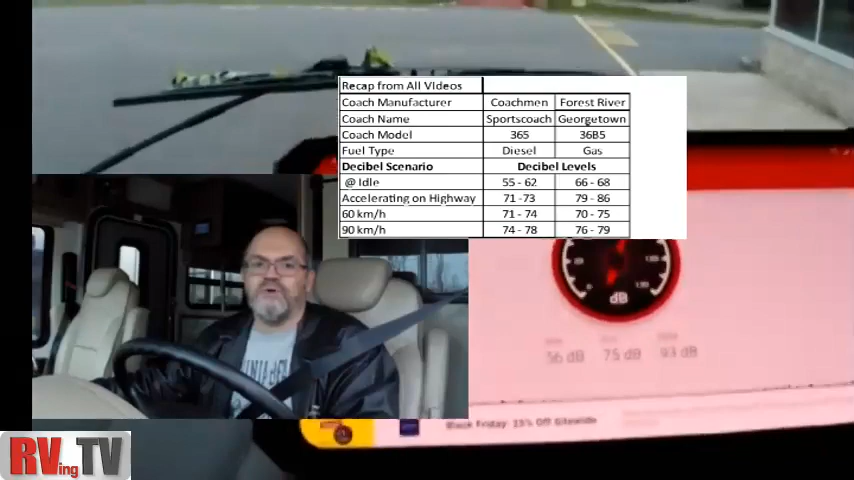 Recap from All Videos
Coach Manufacturer Coachmen Forest River
Coach Name Sportscoach Georgetown
Coach Model 365 36B5
Fuel Type Diesel Gas
Decibel Scenario Decibel Levels
@ Idle 55 - 62 66 - 68
Accelerating on Highway 71 -73 79 - 86
60 km/h 71 - 74 70 - 75
90 km/h 74 - 78 76 - 79
dB
56 dB 75 dB 93 dB
Black Friday 25% Off Sitewide
RVing TV